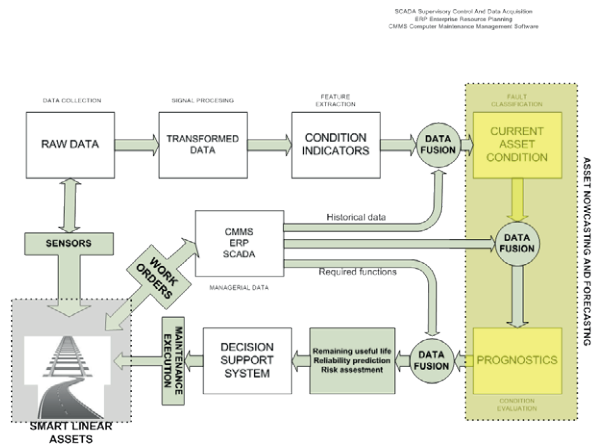 SCADA Supervisory Control And Data Acquisition
ERP Enterprise Resource Planning
CMMS Computer Maintenance Management Software
DATA COLLECTION
SIGNAL PROCESING
FEATURE
EXTRACTION
FAULT
CLASSIFICATION
RAW DATA
TRANSFORMED
DATA
CONDITION
INDICATORS
DATA
FUSION
CURRENT
ASSET
CONDITION
ASSET NOWCASTING AND FORECASTING
SENSORS
WORK
ORDERS
CMMS
ERP
SCADA
MANAGERIAL DATA
Historical data
Required functions
DATA
FUSION
SMART LINEAR
ASSETS
MAINTENANCE
EXECUTION
DECISION
SUPPORT
SYSTEM
Remaining useful life
Reliability prediction
Risk assestment
DATA
FUSION
PROGNOSTICS
CONDITION
EVALUATION